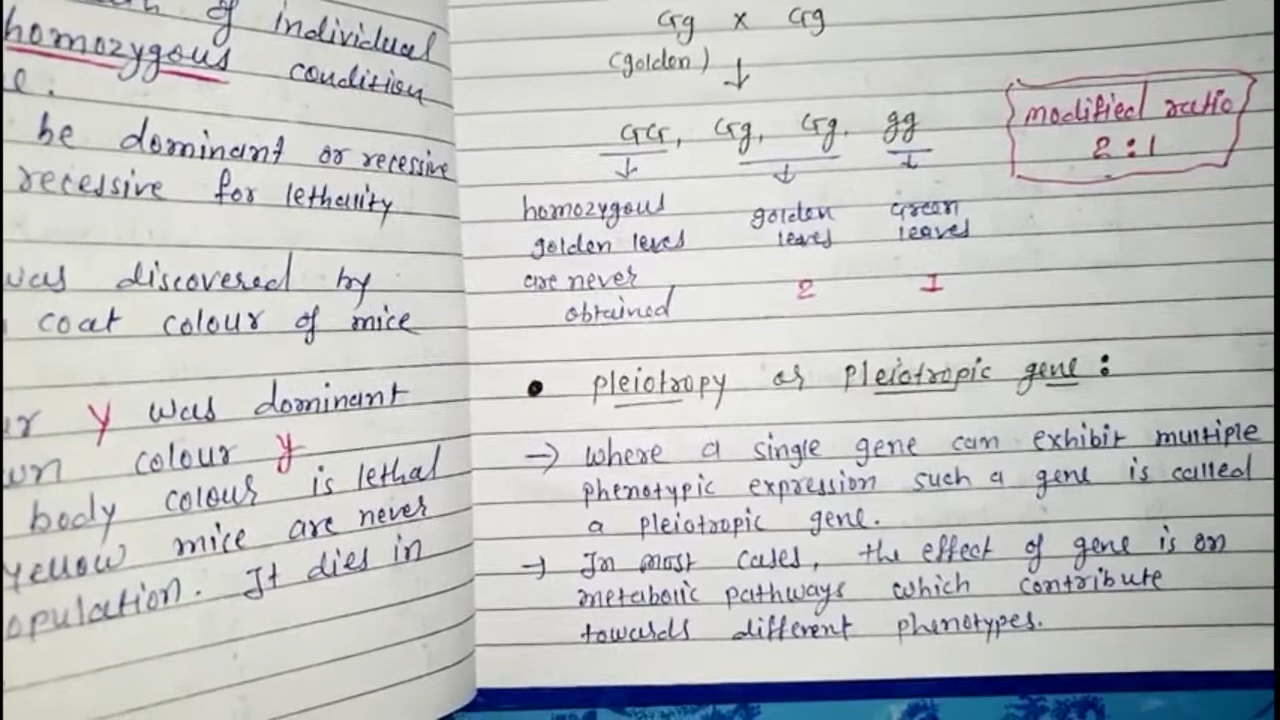 of individual
homozygous condition
be dominant or recessive
recessive for lethality
was discovered by
coat colour of mice
y was dominant
colour y
body colour is lethal
yellow mice are never
opulation. It dies in
Gg x Gg
(golden)
GG, Gg, Gg, gg
homozygous
golden leves
are never
obtained
golden
leaves
2
Green
leaves
1
modified ratio
2:1
• Pleiotropy or Pleiotropic gene:
→ where a single gene can exhibit multiple
phenotypic expression such a gene is called
a pleiotropic gene.
→ In most cases, the effect of gene is on
metabolic pathways which contribute
towards different phenotypes.